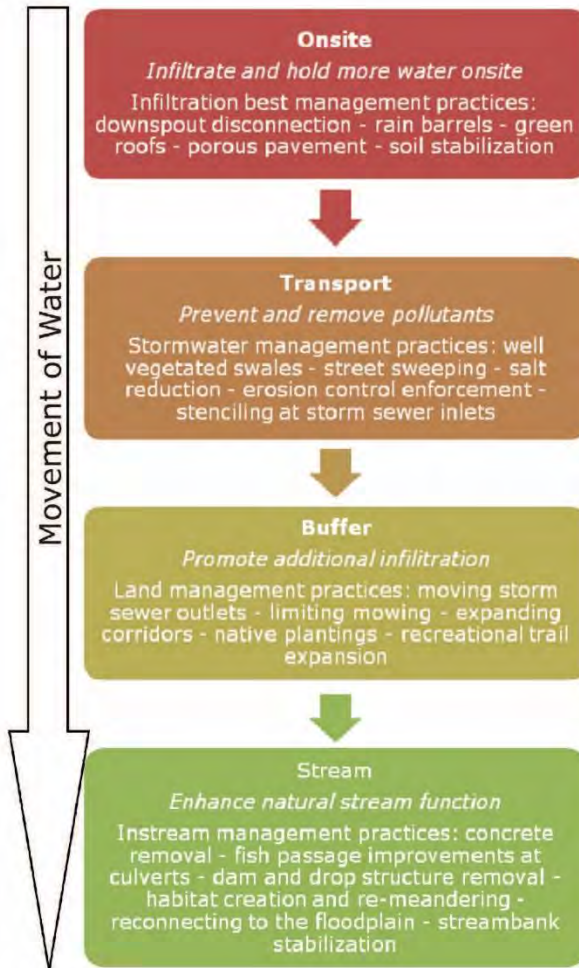 Movement of Water
Onsite
Infiltrate and hold more water onsite
Infiltration best management practices:
downspout disconnection - rain barrels - green
roofs - porous pavement - soil stabilization
Transport
Prevent and remove pollutants
Stormwater management practices: well
vegetated swales - street sweeping - salt
reduction - erosion control enforcement -
stenciling at storm sewer inlets
Buffer
Promote additional infilitration
Land management practices: moving storm
sewer outlets - limiting mowing - expanding
corridors - native plantings - recreational trail
expansion
Stream
Enhance natural stream function
Instream management practices: concrete
removal - fish passage improvements at
culverts - dam and drop structure removal -
habitat creation and re-meandering -
reconnecting to the floodplain - streambank
stabilization